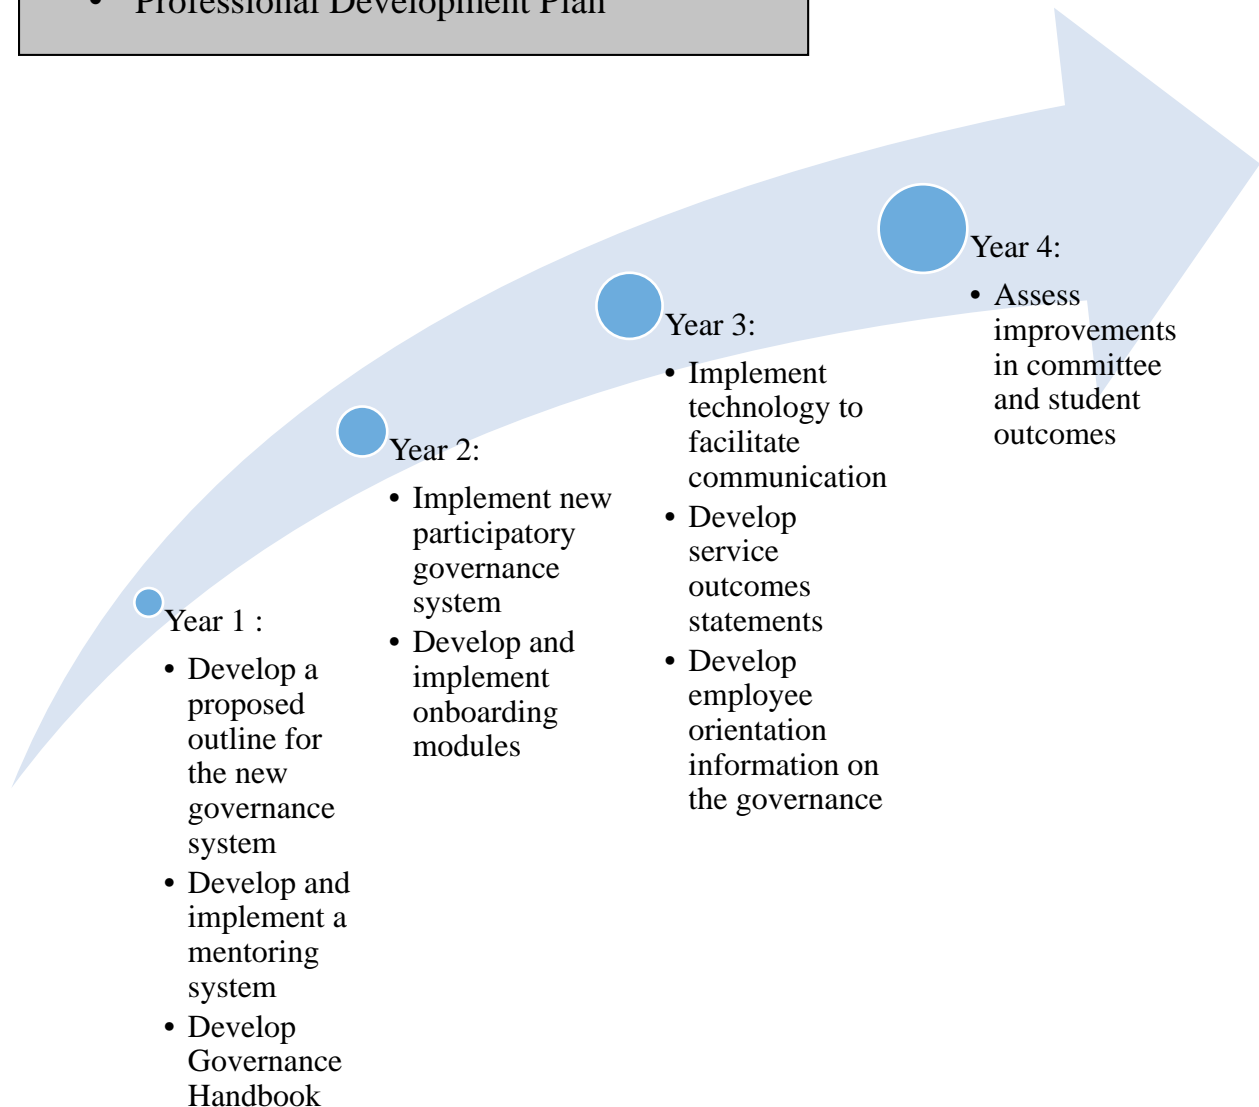 • Professional Development Plan
Year 1 :
• Develop a
proposed
outline for
the new
governance
system
• Develop and
implement a
mentoring
system
• Develop
Governance
Handbook
Year 2:
• Implement new
participatory
governance
system
• Develop and
implement
onboarding
modules
Year 3:
• Implement
technology to
facilitate
communication
• Develop
service
outcomes
statements
• Develop
employee
orientation
information on
the governance
Year 4:
• Assess
improvements
in committee
and student
outcomes